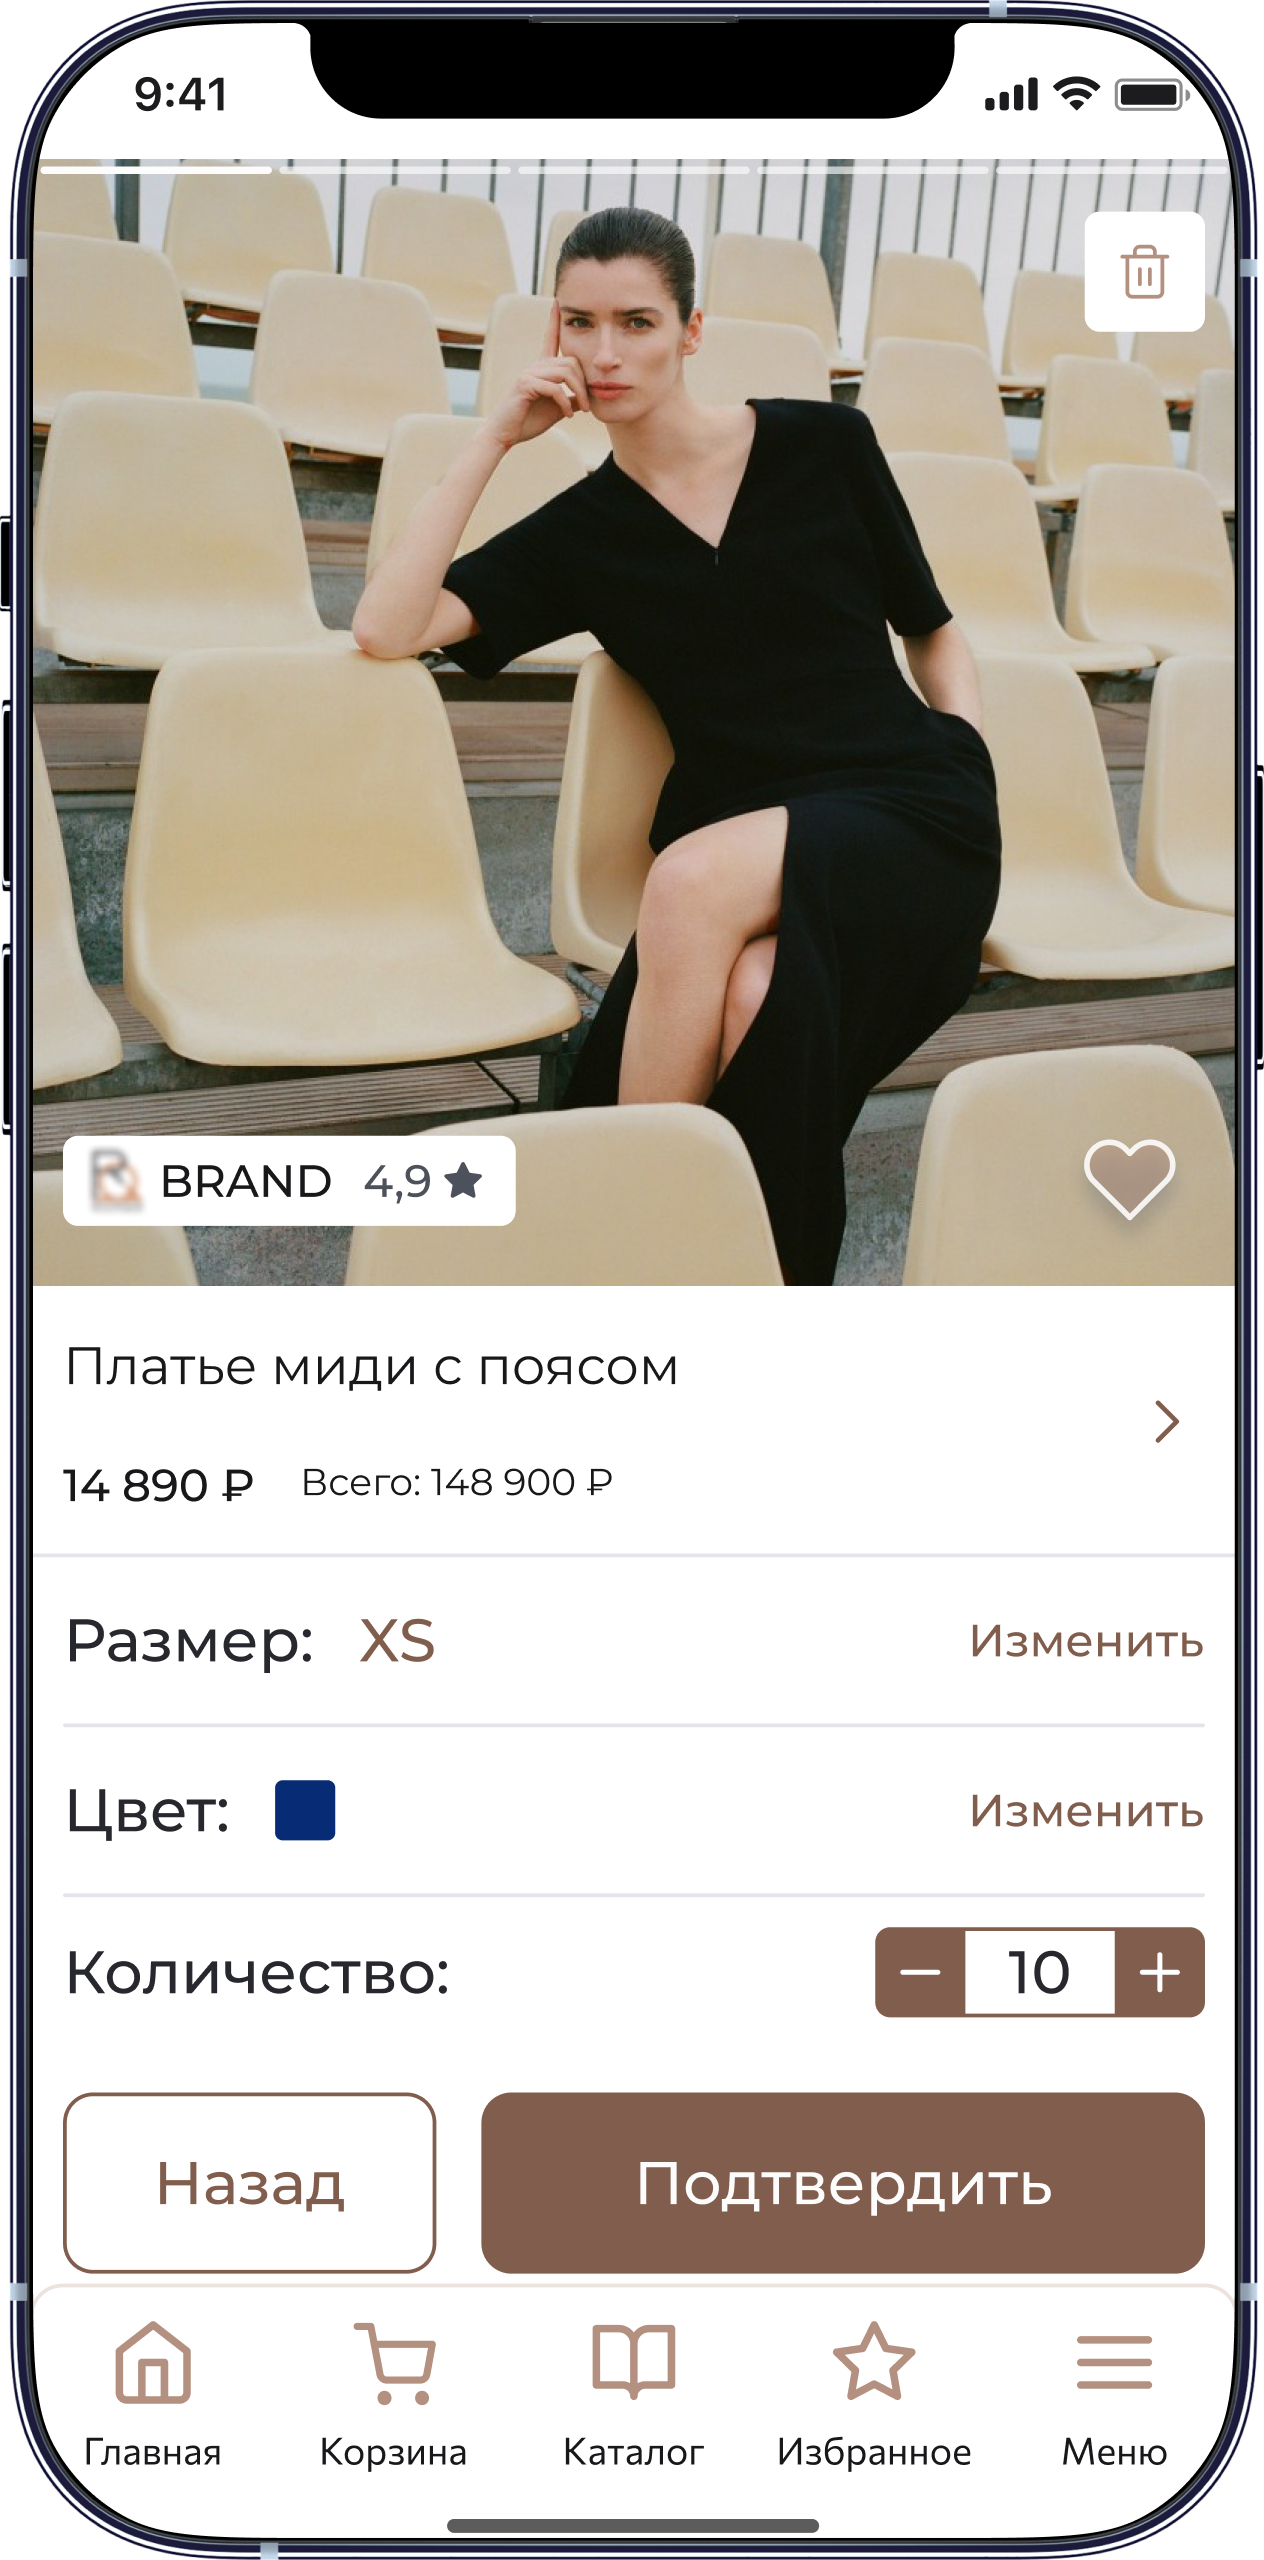 9:41
BRAND 4,9
Платье миди с поясом
14 890 ₽ Всего: 148 900 ₽
Размер: XS Изменить
Цвет: Изменить
Количество: 10
Назад Подтвердить
Главная Корзина Каталог Избранное Меню